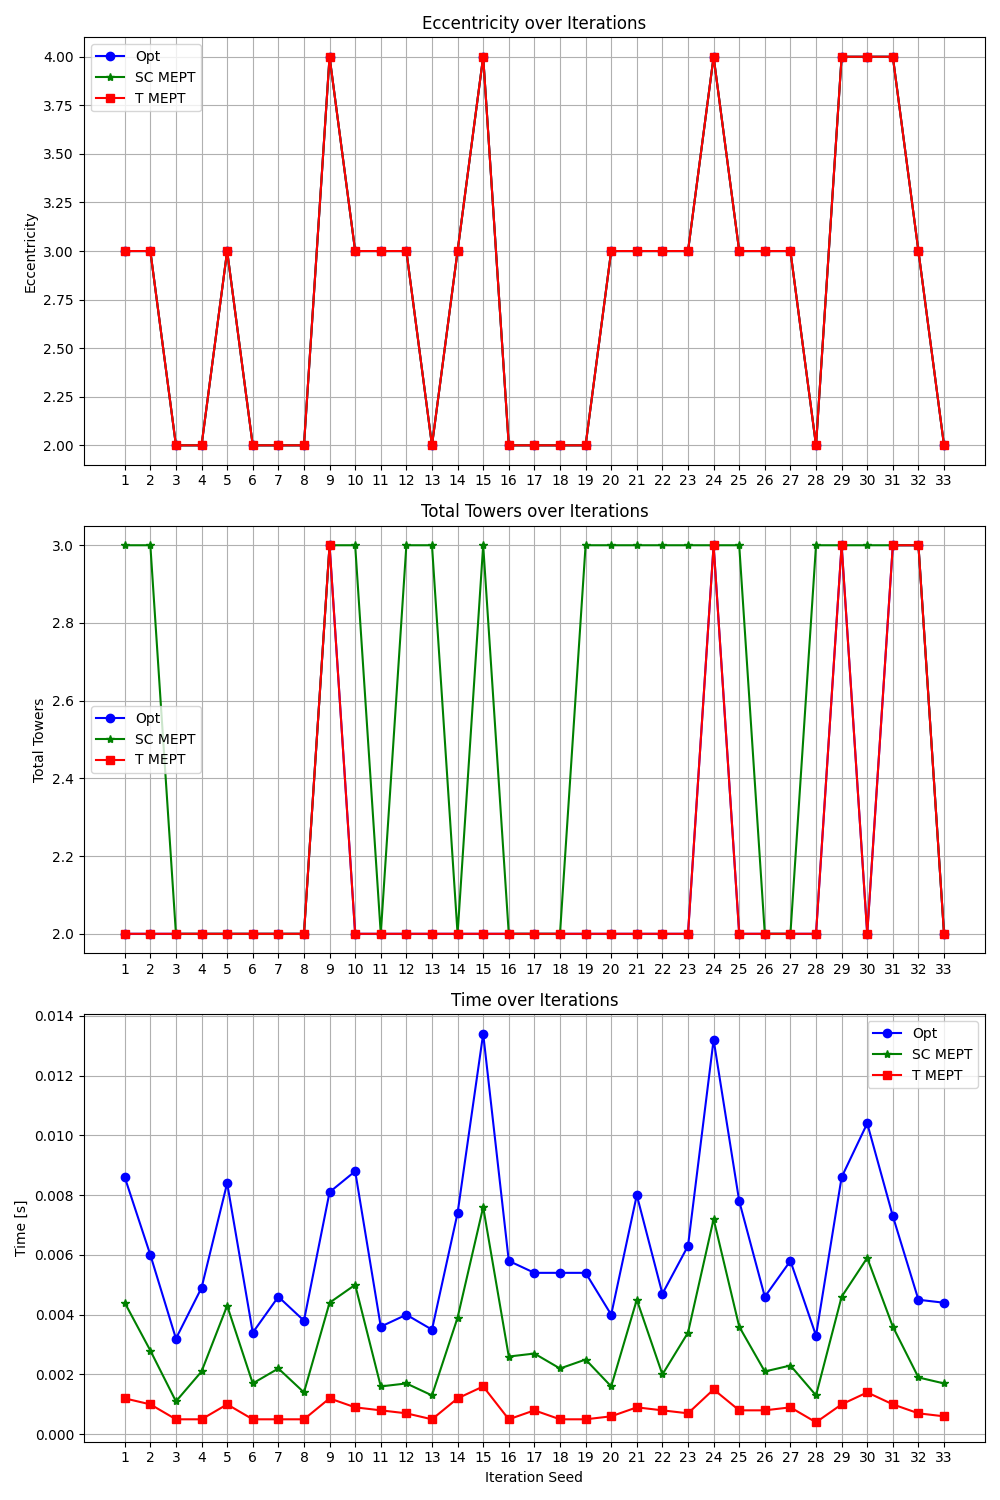 Eccentricity over Iterations
4.00
3.75
3.50
3.25
3.00
2.75
2.50
2.25
2.00
Eccentricity
Opt
SC MEPT
T MEPT
1 2 3 4 5 6 7 8 9 10 11 12 13 14 15 16 17 18 19 20 21 22 23 24 25 26 27 28 29 30 31 32 33
Total Towers over Iterations
3.0
2.8
2.6
2.4
2.2
2.0
Total Towers
Opt
SC MEPT
T MEPT
1 2 3 4 5 6 7 8 9 10 11 12 13 14 15 16 17 18 19 20 21 22 23 24 25 26 27 28 29 30 31 32 33
Time over Iterations
0.014
0.012
0.010
0.008
0.006
0.004
0.002
0.000
Time [s]
Opt
SC MEPT
T MEPT
1 2 3 4 5 6 7 8 9 10 11 12 13 14 15 16 17 18 19 20 21 22 23 24 25 26 27 28 29 30 31 32 33
Iteration Seed